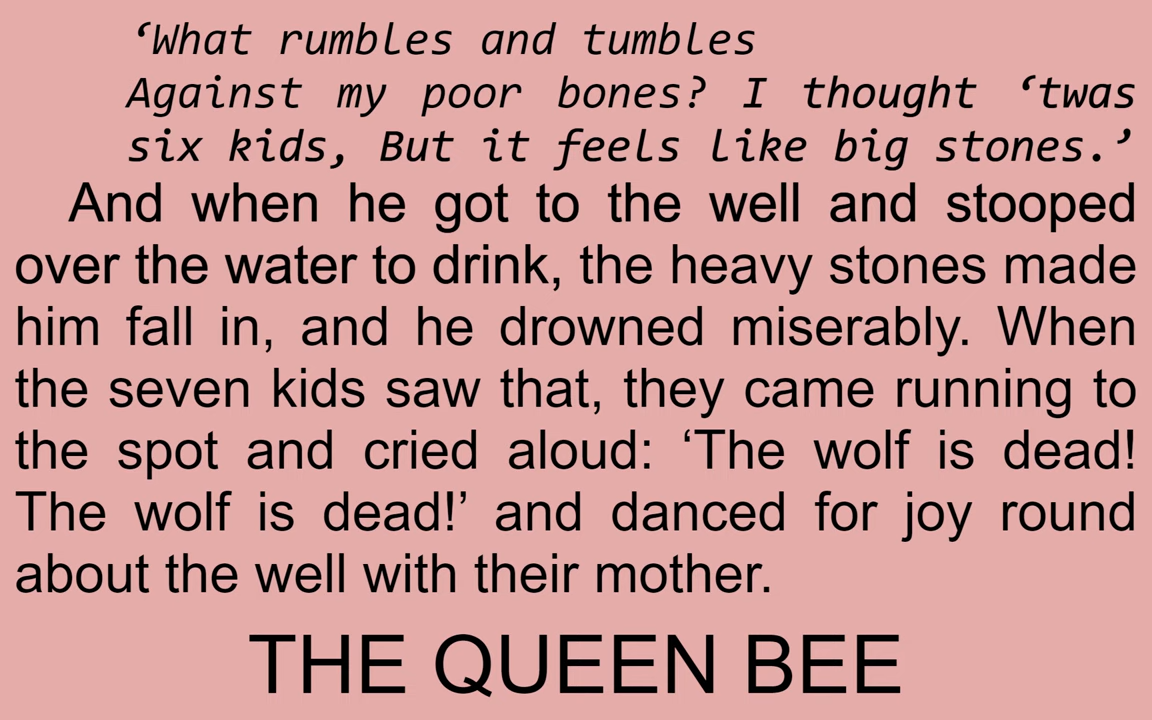 ‘What rumbles and tumbles
Against my poor bones? I thought ‘twas
six kids, But it feels like big stones.’
And when he got to the well and stooped
over the water to drink, the heavy stones made
him fall in, and he drowned miserably. When
the seven kids saw that, they came running to
the spot and cried aloud: ‘The wolf is dead!
The wolf is dead!’ and danced for joy round
about the well with their mother.
THE QUEEN BEE